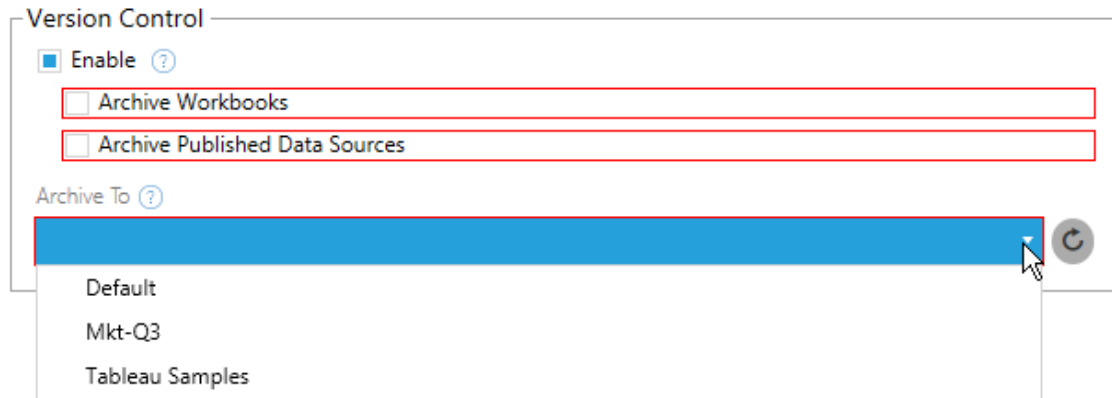 Version Control
Enable ?
Archive Workbooks
Archive Published Data Sources
Archive To ?
Default
Mkt-Q3
Tableau Samples